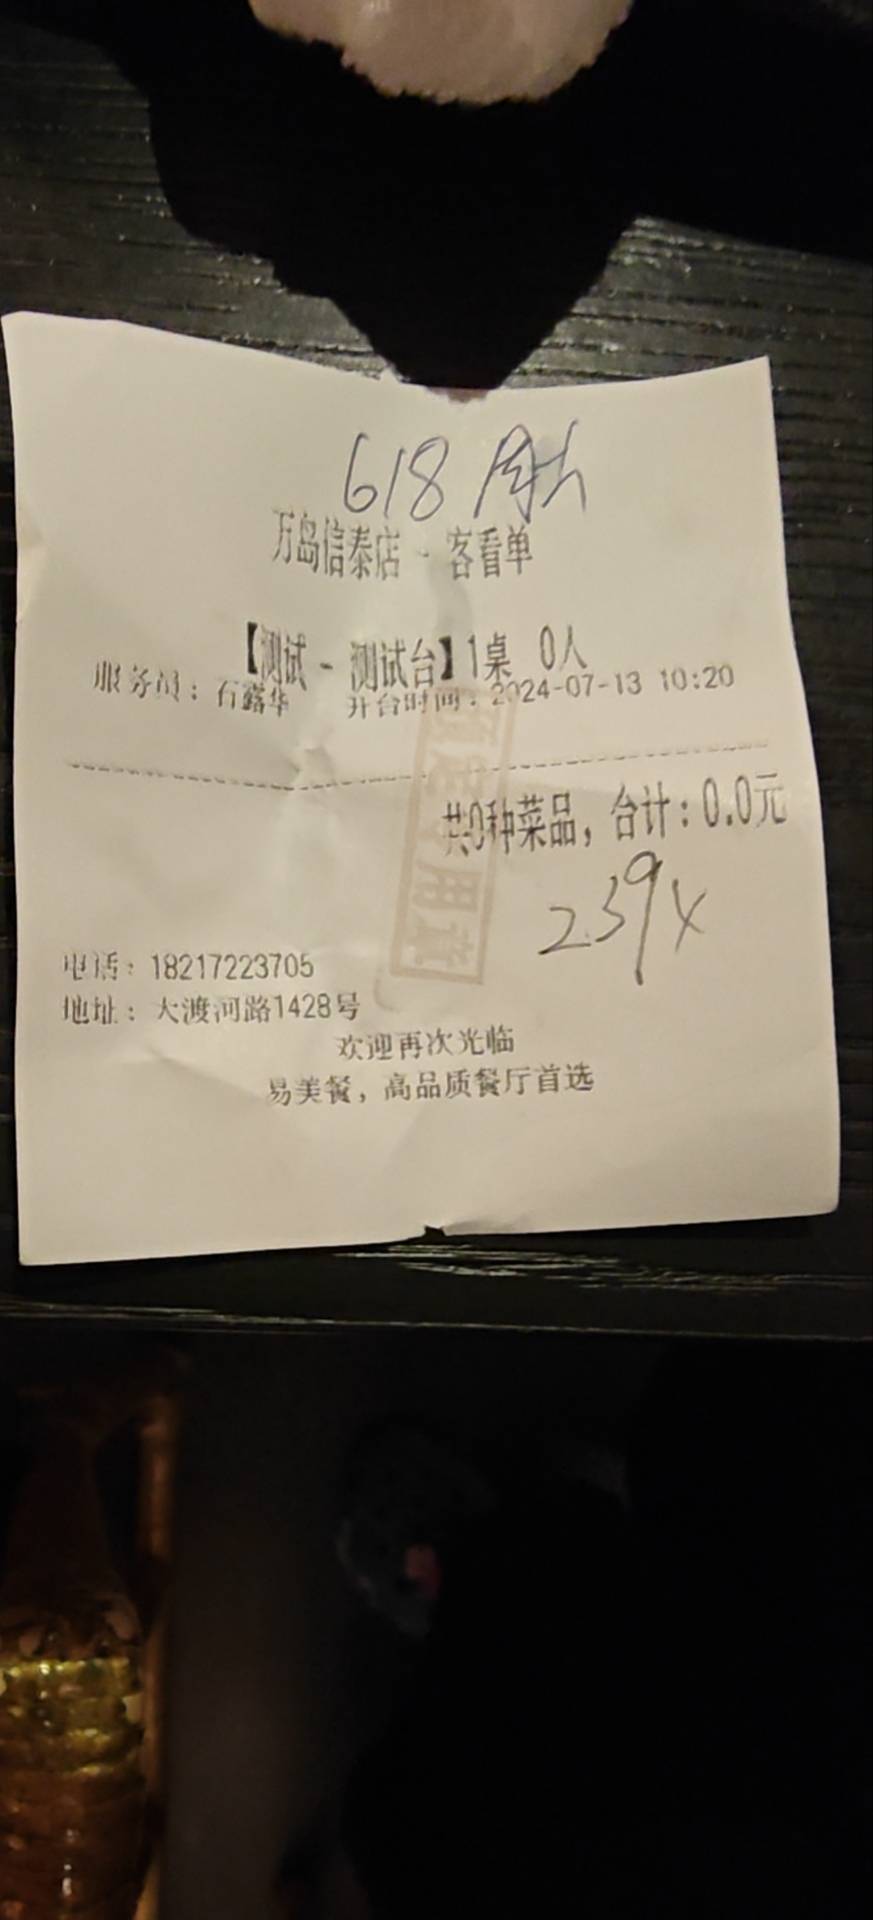 618
万岛信泰店 - 客看单
【测试 - 测试台】1桌 0人
服务员：石露华 开台时间：2024-07-13 10:20
共0种菜品，合计：0.0元
2394
电话：18217223705
地址：大渡河路1428号
欢迎再次光临
易美餐，高品质餐厅首选